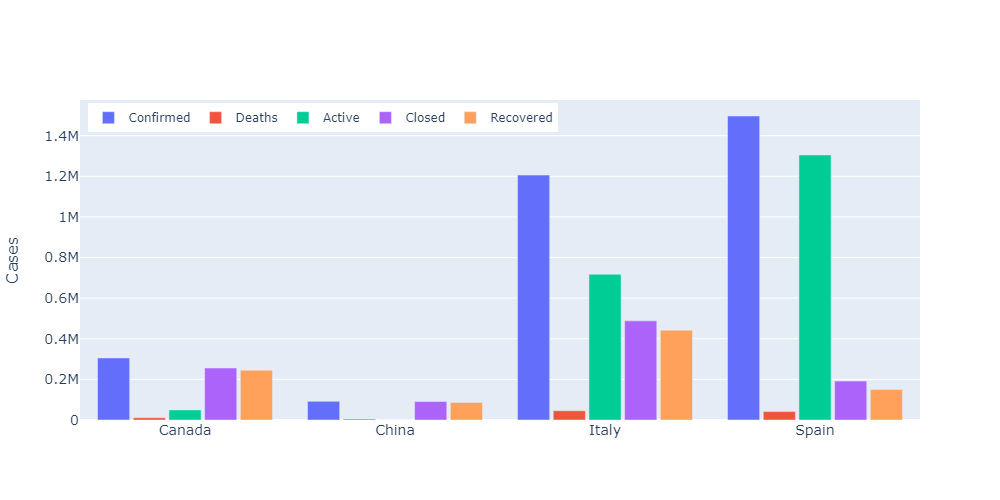 Confirmed Deaths Active Closed Recovered
1.4M
1.2M
1M
0.8M
0.6M
0.4M
0.2M
0
Cases
Canada China Italy Spain